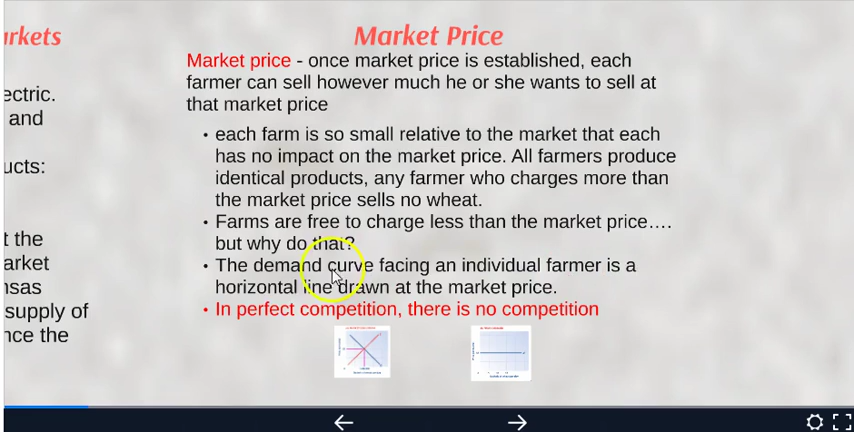 Market Price
Market price - once market price is established, each
farmer can sell however much he or she wants to sell at
that market price
• each farm is so small relative to the market that each
has no impact on the market price. All farmers produce
identical products, any farmer who charges more than
the market price sells no wheat.
• Farms are free to charge less than the market price....
but why do that?
• The demand curve facing an individual farmer is a
horizontal line drawn at the market price.
• In perfect competition, there is no competition
arkets
ectric.
and
ucts:
t the
arket
nsas
supply of
nce the